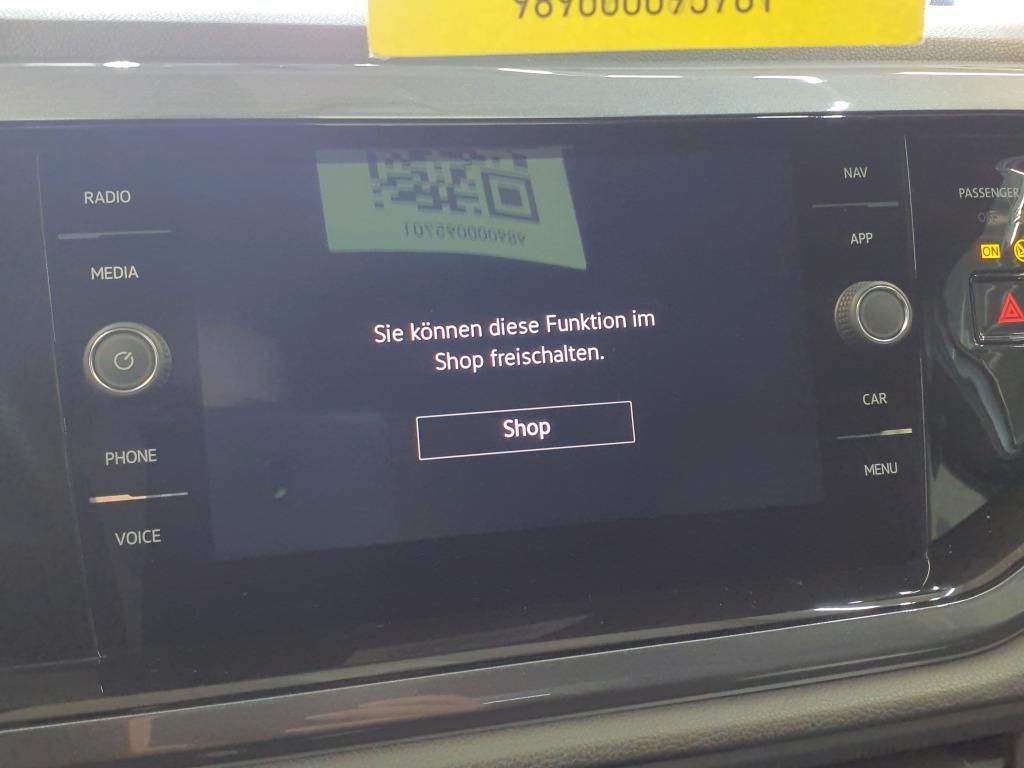 RADIO
MEDIA
PHONE
VOICE
Sie können diese Funktion im
Shop freischalten.
Shop
NAV
APP
CAR
MENU
PASSENGER
ON